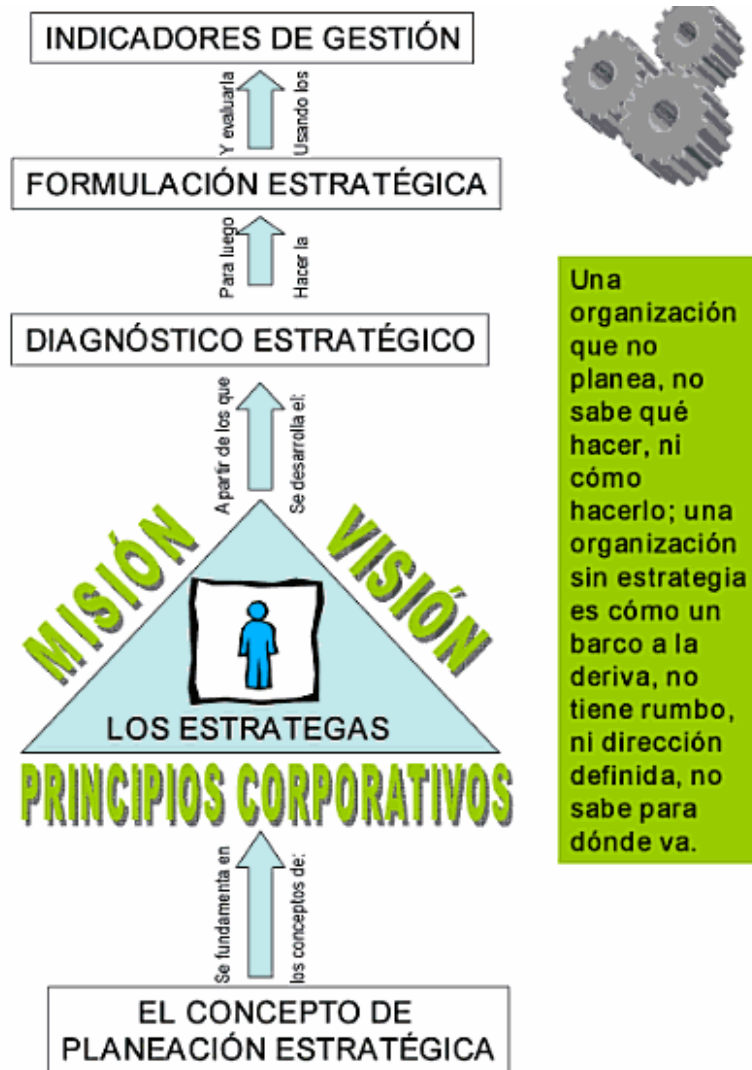 INDICADORES DE GESTIÓN
Y evaluarla
Usando los
FORMULACIÓN ESTRATÉGICA
Para luego
Hacer la
DIAGNÓSTICO ESTRATÉGICO
A partir de los que
Se desarrolla el:
MISIÓN
VISIÓN
LOS ESTRATEGAS
PRINCIPIOS CORPORATIVOS
Se fundamenta en
los conceptos de:
EL CONCEPTO DE
PLANEACIÓN ESTRATÉGICA
Una
organización
que no
planea, no
sabe qué
hacer, ni
cómo
hacerlo; una
organización
sin estrategia
es cómo un
barco a la
deriva, no
tiene rumbo,
ni dirección
definida, no
sabe para
dónde va.